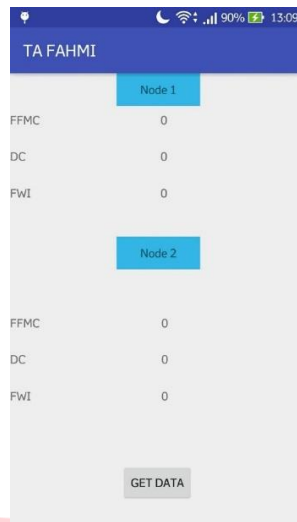 90% 13:09
TA FAHMI
Node 1
FFMC 0
DC 0
FWI 0
Node 2
FFMC 0
DC 0
FWI 0
GET DATA